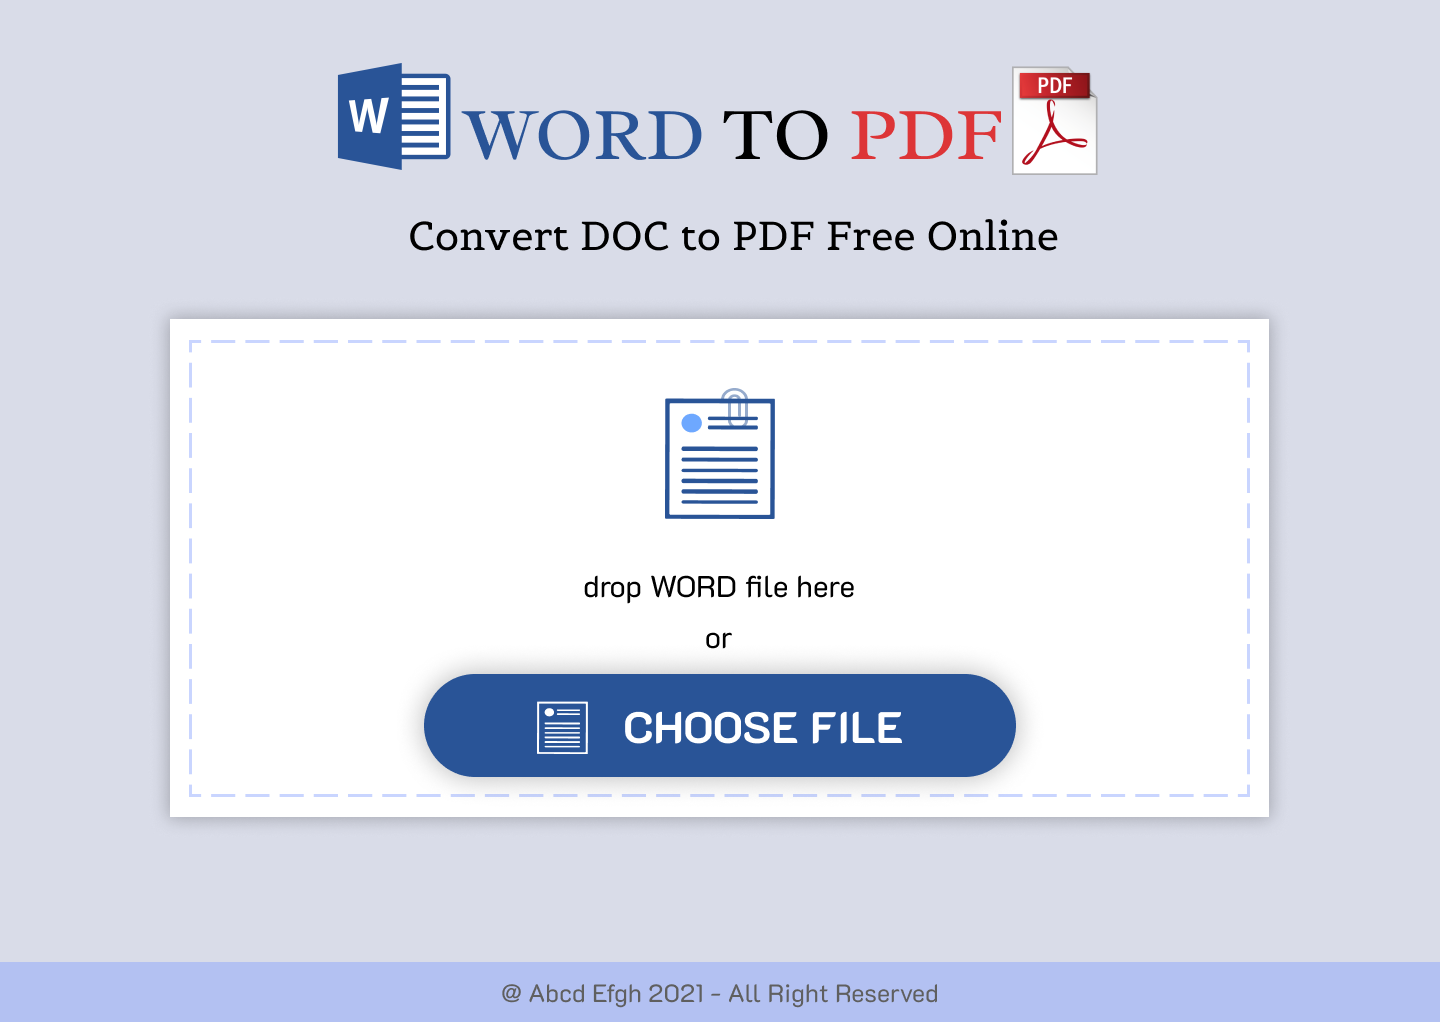 W WORD TO PDF PDF
Convert DOC to PDF Free Online
drop WORD file here
or
CHOOSE FILE
@ Abcd Efgh 2021 - All Right Reserved